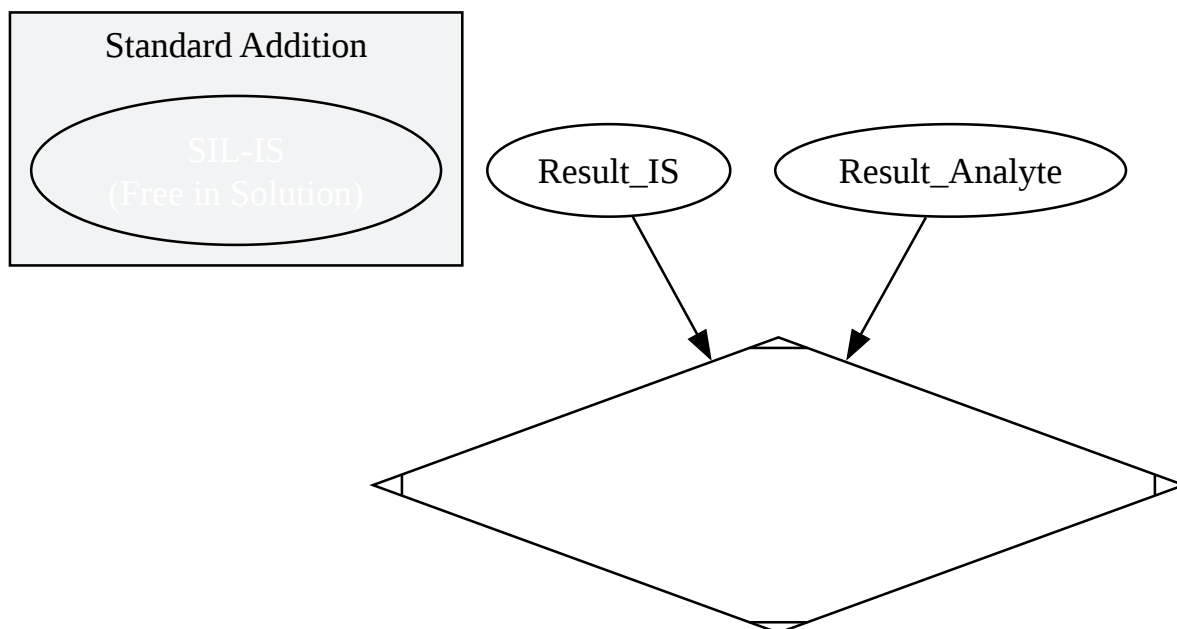 Standard Addition
SIL-IS
(Free in Solution)
Result_IS
Result_Analyte